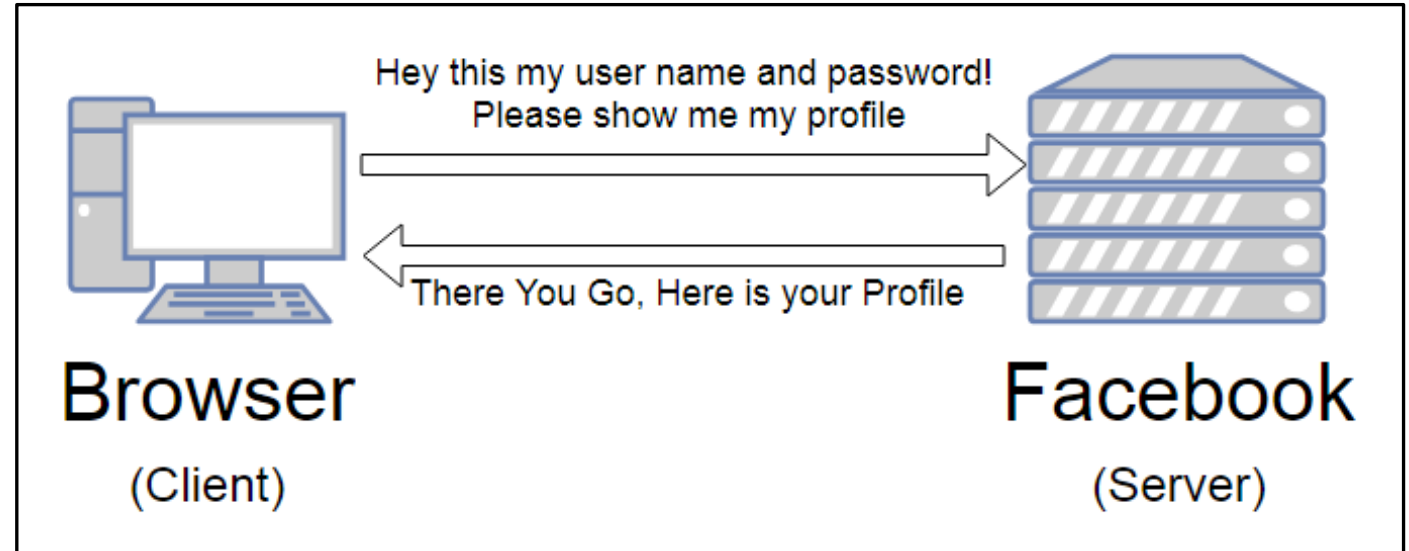 Hey this my user name and password!
Please show me my profile
There You Go, Here is your Profile
Browser
(Client)
Facebook
(Server)